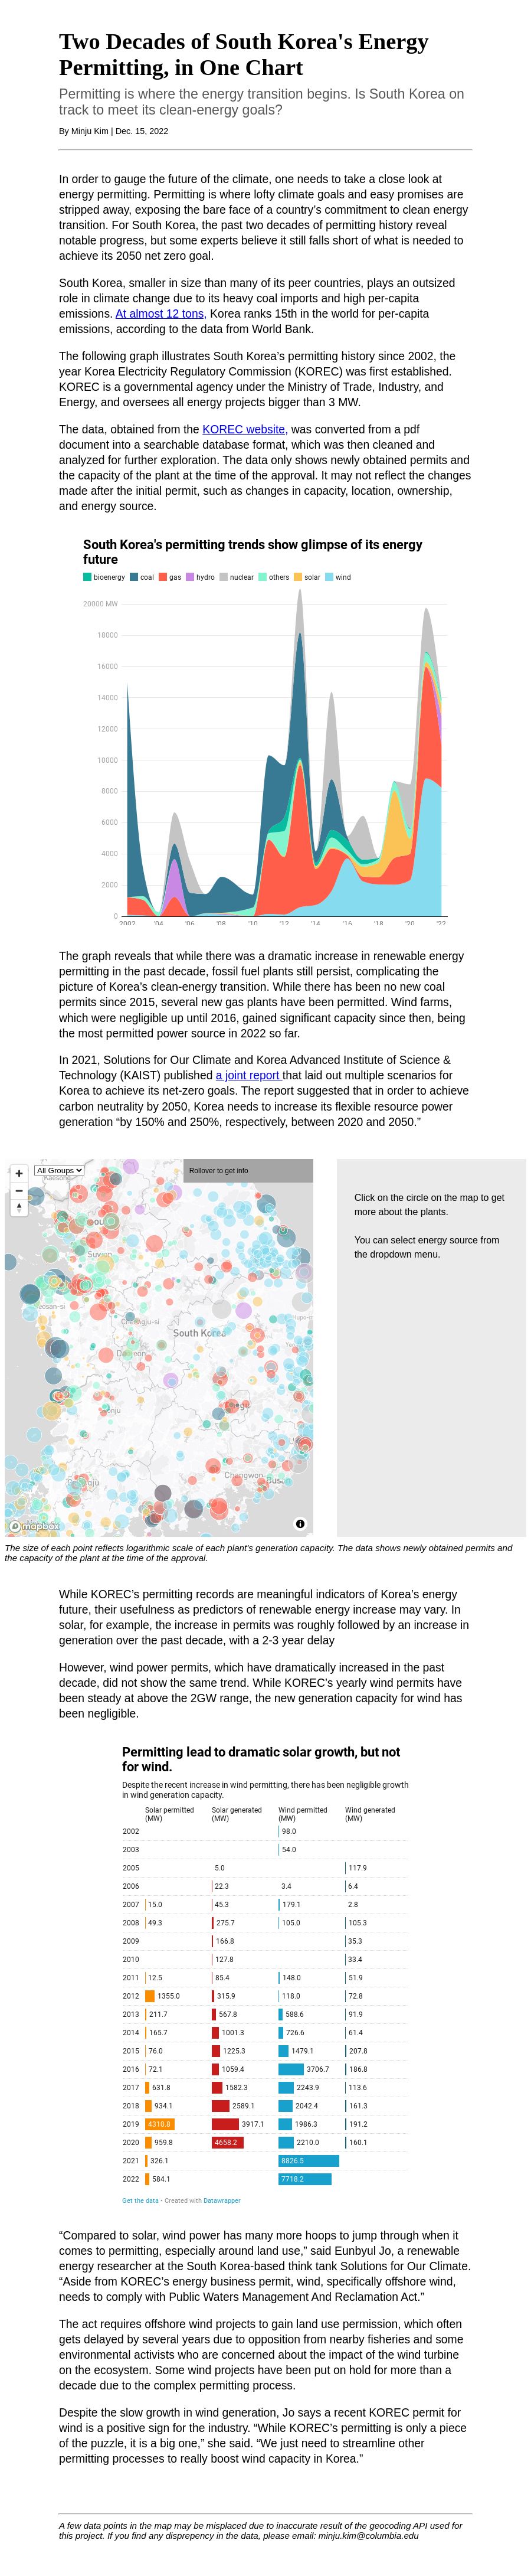 Two Decades of South Korea's Energy
Permitting, in One Chart
Permitting is where the energy transition begins. Is South Korea on
track to meet its clean-energy goals?
By Minju Kim | Dec. 15, 2022
In order to gauge the future of the climate, one needs to take a close look at
energy permitting. Permitting is where lofty climate goals and easy promises are
stripped away, exposing the bare face of a country's commitment to clean energy
transition. For South Korea, the past two decades of permitting history reveal
notable progress, but some experts believe it still falls short of what is needed to
achieve its 2050 net zero goal.
South Korea, smaller in size than many of its peer countries, plays an outsized
role in climate change due to its heavy coal imports and high per-capita
emissions. At almost 12 tons, Korea ranks 15th in the world for per-capita
emissions, according to the data from World Bank.
The following graph illustrates South Korea's permitting history since 2002, the
year Korea Electricity Regulatory Commission (KOREC) was first established.
KOREC is a governmental agency under the Ministry of Trade, Industry, and
Energy, and oversees all energy projects bigger than 3 MW.
The data, obtained from the KOREC website, was converted from a pdf
document into a searchable database format, which was then cleaned and
analyzed for further exploration. The data only shows newly obtained permits and
the capacity of the plant at the time of the approval. It may not reflect the changes
made after the initial permit, such as changes in capacity, location, ownership,
and energy source.
South Korea's permitting trends show glimpse of its energy
future
bioenergy coal gas hydro nuclear others solar wind
20000 MW
18000
16000
14000
12000
10000
8000
6000
4000
2000
0
2002 '04 '06 '08 '10 '12 '14 '16 '18 '20 '22
The graph reveals that while there was a dramatic increase in renewable energy
permitting in the past decade, fossil fuel plants still persist, complicating the
picture of Korea's clean-energy transition. While there has been no new coal
permits since 2015, several new gas plants have been permitted. Wind farms,
which were negligible up until 2016, gained significant capacity since then, being
the most permitted power source in 2022 so far.
In 2021, Solutions for Our Climate and Korea Advanced Institute of Science &
Technology (KAIST) published a joint report that laid out multiple scenarios for
Korea to achieve its net-zero goals. The report suggested that in order to achieve
carbon neutrality by 2050, Korea needs to increase its flexible resource power
generation “by 150% and 250%, respectively, between 2020 and 2050.”
All Groups
Rollover to get info
Suwon
South Korea
Changwon
mapbox
Click on the circle on the map to get
more about the plants.
You can select energy source from
the dropdown menu.
The size of each point reflects logarithmic scale of each plant's generation capacity. The data shows newly obtained permits and
the capacity of the plant at the time of the approval.
While KOREC's permitting records are meaningful indicators of Korea's energy
future, their usefulness as predictors of renewable energy increase may vary. In
solar, for example, the increase in permits was roughly followed by an increase in
generation over the past decade, with a 2-3 year delay
However, wind power permits, which have dramatically increased in the past
decade, did not show the same trend. While KOREC's yearly wind permits have
been steady at above the 2GW range, the new generation capacity for wind has
been negligible.
Permitting lead to dramatic solar growth, but not
for wind.
Despite the recent increase in wind permitting, there has been negligible growth
in wind generation capacity.
Solar permitted (MW) Solar generated (MW) Wind permitted (MW) Wind generated (MW)
2002 98.0
2003 54.0
2005 5.0 117.9
2006 22.3 3.4 6.4
2007 15.0 45.3 179.1 2.8
2008 49.3 275.7 105.0 105.3
2009 166.8 35.3
2010 127.8 33.4
2011 12.5 85.4 148.0 51.9
2012 1355.0 315.9 118.0 72.8
2013 211.7 567.8 588.6 91.9
2014 165.7 1001.3 726.6 61.4
2015 76.0 1225.3 1479.1 207.8
2016 72.1 1059.4 3706.7 186.8
2017 631.8 1582.3 2243.9 113.6
2018 934.1 2589.1 2042.4 161.3
2019 4310.8 3917.1 1986.3 191.2
2020 959.8 4658.2 2210.0 160.1
2021 326.1 8826.5
2022 584.1 7718.2
Get the data • Created with Datawrapper
“Compared to solar, wind power has many more hoops to jump through when it
comes to permitting, especially around land use,” said Eunbyul Jo, a renewable
energy researcher at the South Korea-based think tank Solutions for Our Climate.
“Aside from KOREC's energy business permit, wind, specifically offshore wind,
needs to comply with Public Waters Management And Reclamation Act.”
The act requires offshore wind projects to gain land use permission, which often
gets delayed by several years due to opposition from nearby fisheries and some
environmental activists who are concerned about the impact of the wind turbine
on the ecosystem. Some wind projects have been put on hold for more than a
decade due to the complex permitting process.
Despite the slow growth in wind generation, Jo says a recent KOREC permit for
wind is a positive sign for the industry. “While KOREC's permitting is only a piece
of the puzzle, it is a big one,” she said. “We just need to streamline other
permitting processes to really boost wind capacity in Korea.”
A few data points in the map may be misplaced due to inaccurate result of the geocoding API used for
this project. If you find any disprepency in the data, please email: minju.kim@columbia.edu